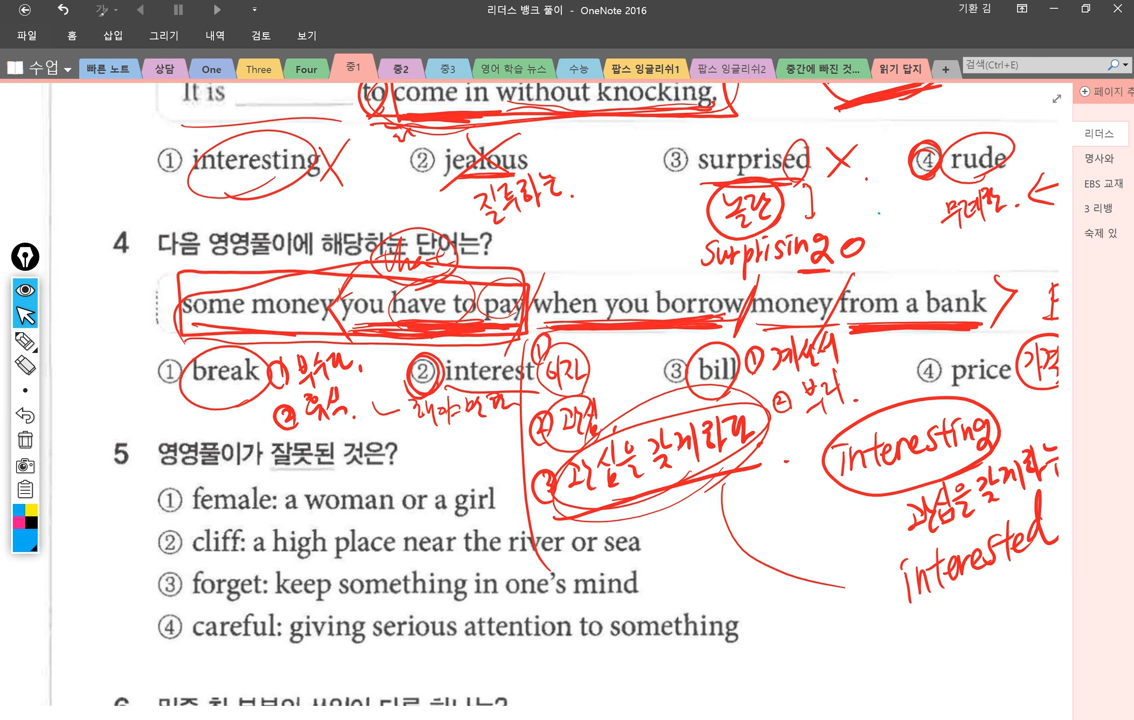 기환 김
리더스 뱅크 풀이 - OneNote 2016
파일 홈 삽입 그리기 내역 검토 보기
수업 빠른 노트 상담 One Three Four 중1 중2 중3 영어 학습 뉴스 수능 팝스 잉글리쉬1 팝스 잉글리쉬2 중간에 빠진 것... 읽기 답지 + 검색(Ctrl+E)
페이지 추
리더스
명사와
EBS 교재
3 리뱅
숙제 있
It is ____________ to come in without knocking.
① interesting ② jealous ③ surprised ④ rude
질투하는. 놀란 무례한.
surprising
4 다음 영영풀이에 해당하는 단어는?
that
some money you have to pay when you borrow money from a bank
① break ② interest ③ bill ④ price
① 부수다. ① 이자 ① 계산서 가격
② 휴식. 해야만 한다 ② 관심 ② 부리.
③ 관심을 갖게하다. interesting
관심을 갖게하는
interested
5 영영풀이가 잘못된 것은?
① female: a woman or a girl
② cliff: a high place near the river or sea
③ forget: keep something in one's mind
④ careful: giving serious attention to something